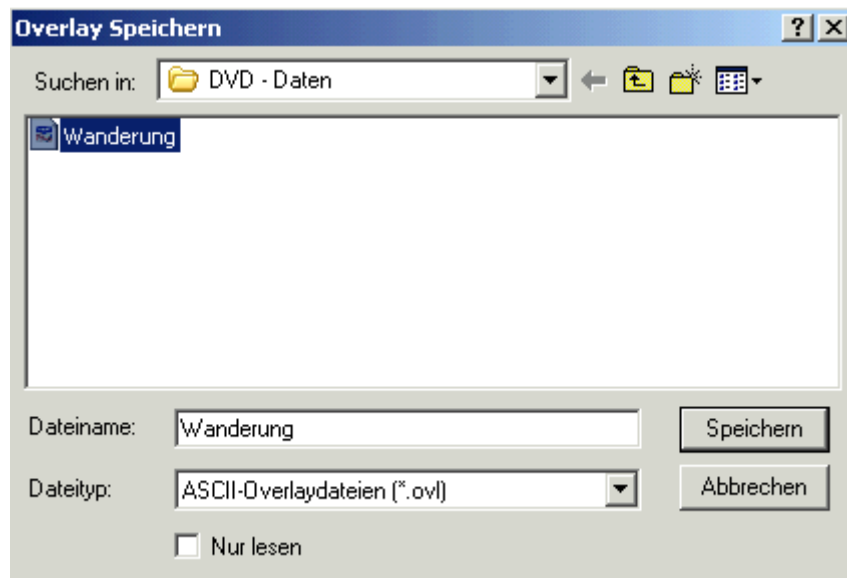 Overlay Speichern
Suchen in: DVD - Daten
Wanderung
Dateiname: Wanderung Speichern
Dateityp: ASCII-Overlaydateien (*.ovl) Abbrechen
Nur lesen